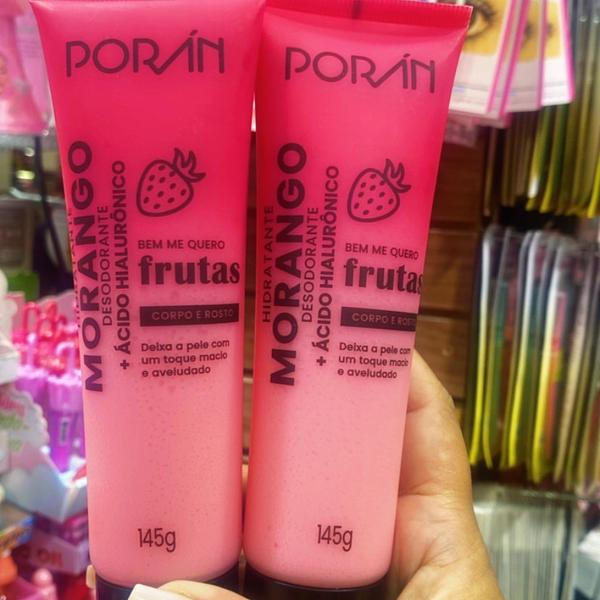 PORÁN
HIDRATANTE
MORANGO
DESODORANTE
+ ÁCIDO HIALURÔNICO
BEM ME QUERO
frutas
CORPO E ROSTO
Deixa a pele com
um toque macio
e aveludado
145g
PORÁN
HIDRATANTE
MORANGO
DESODORANTE
+ ÁCIDO HIALURÔNICO
BEM ME QUERO
frutas
CORPO E ROSTO
Deixa a pele com
um toque macio
e aveludado
145g